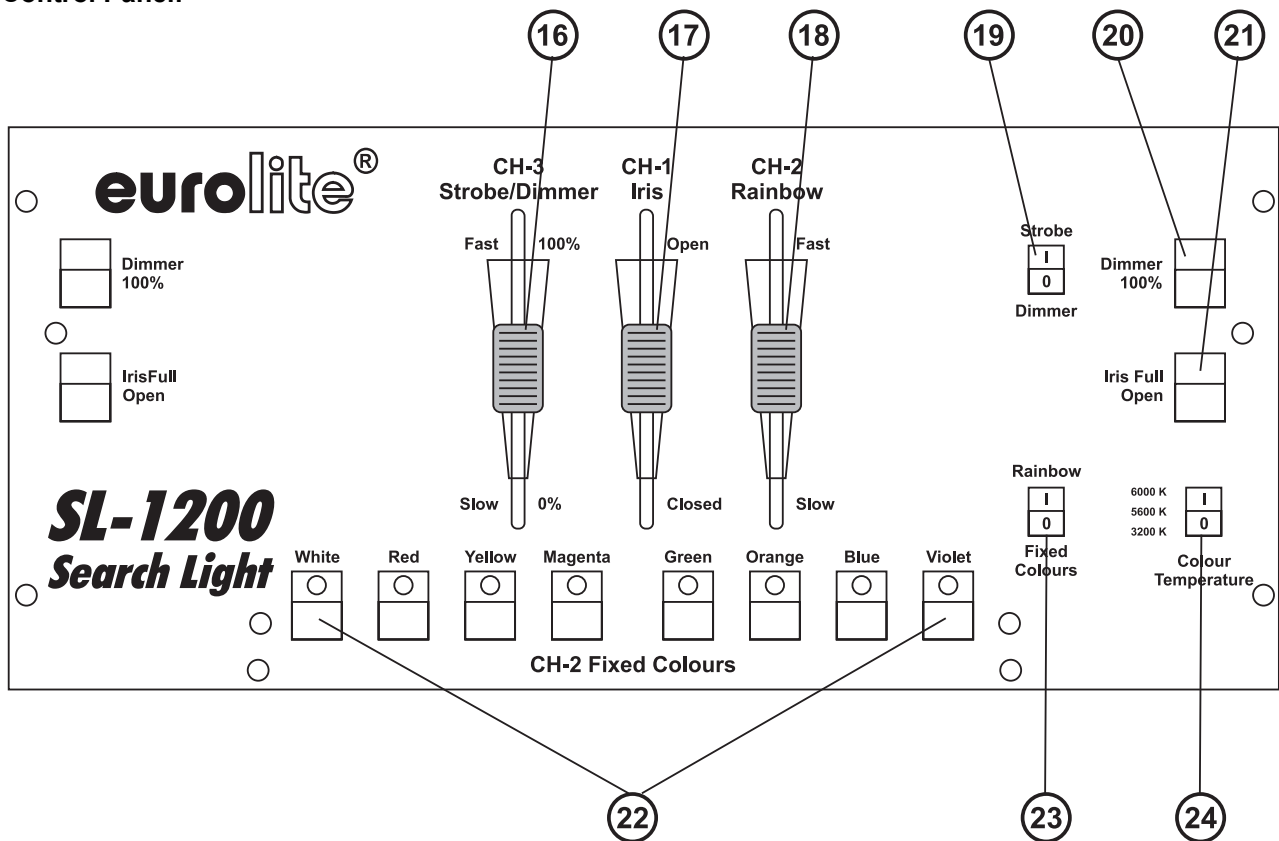 16 17 18 19 20 21
eurolite®
CH-3
Strobe/Dimmer
CH-1
Iris
CH-2
Rainbow
Fast 100%
Open
Fast
Slow 0%
Closed
Slow
Dimmer
100%
IrisFull
Open
Strobe
I
0
Dimmer
Dimmer
100%
Iris Full
Open
SL-1200
Search Light
Rainbow
I
0
Fixed
Colours
6000 K
5600 K
3200 K
I
0
Colour
Temperature
White Red Yellow Magenta Green Orange Blue Violet
CH-2 Fixed Colours
22 23 24